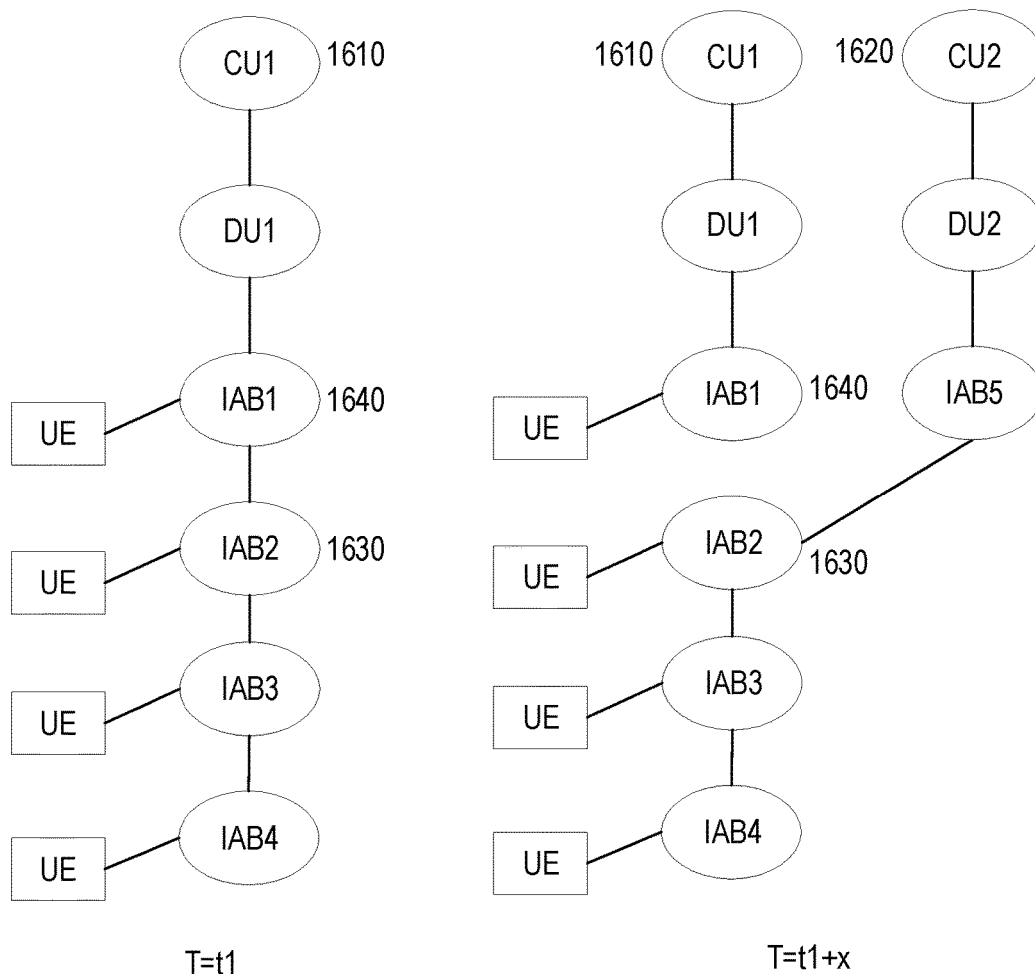 CU1 1610
DU1
IAB1 1640
UE
IAB2 1630
UE
IAB3
UE
IAB4
UE
T=t1
1610 CU1 1620 CU2
DU1 DU2
IAB1 1640 IAB5
UE
IAB2 1630
UE
IAB3
UE
IAB4
UE
T=t1+x